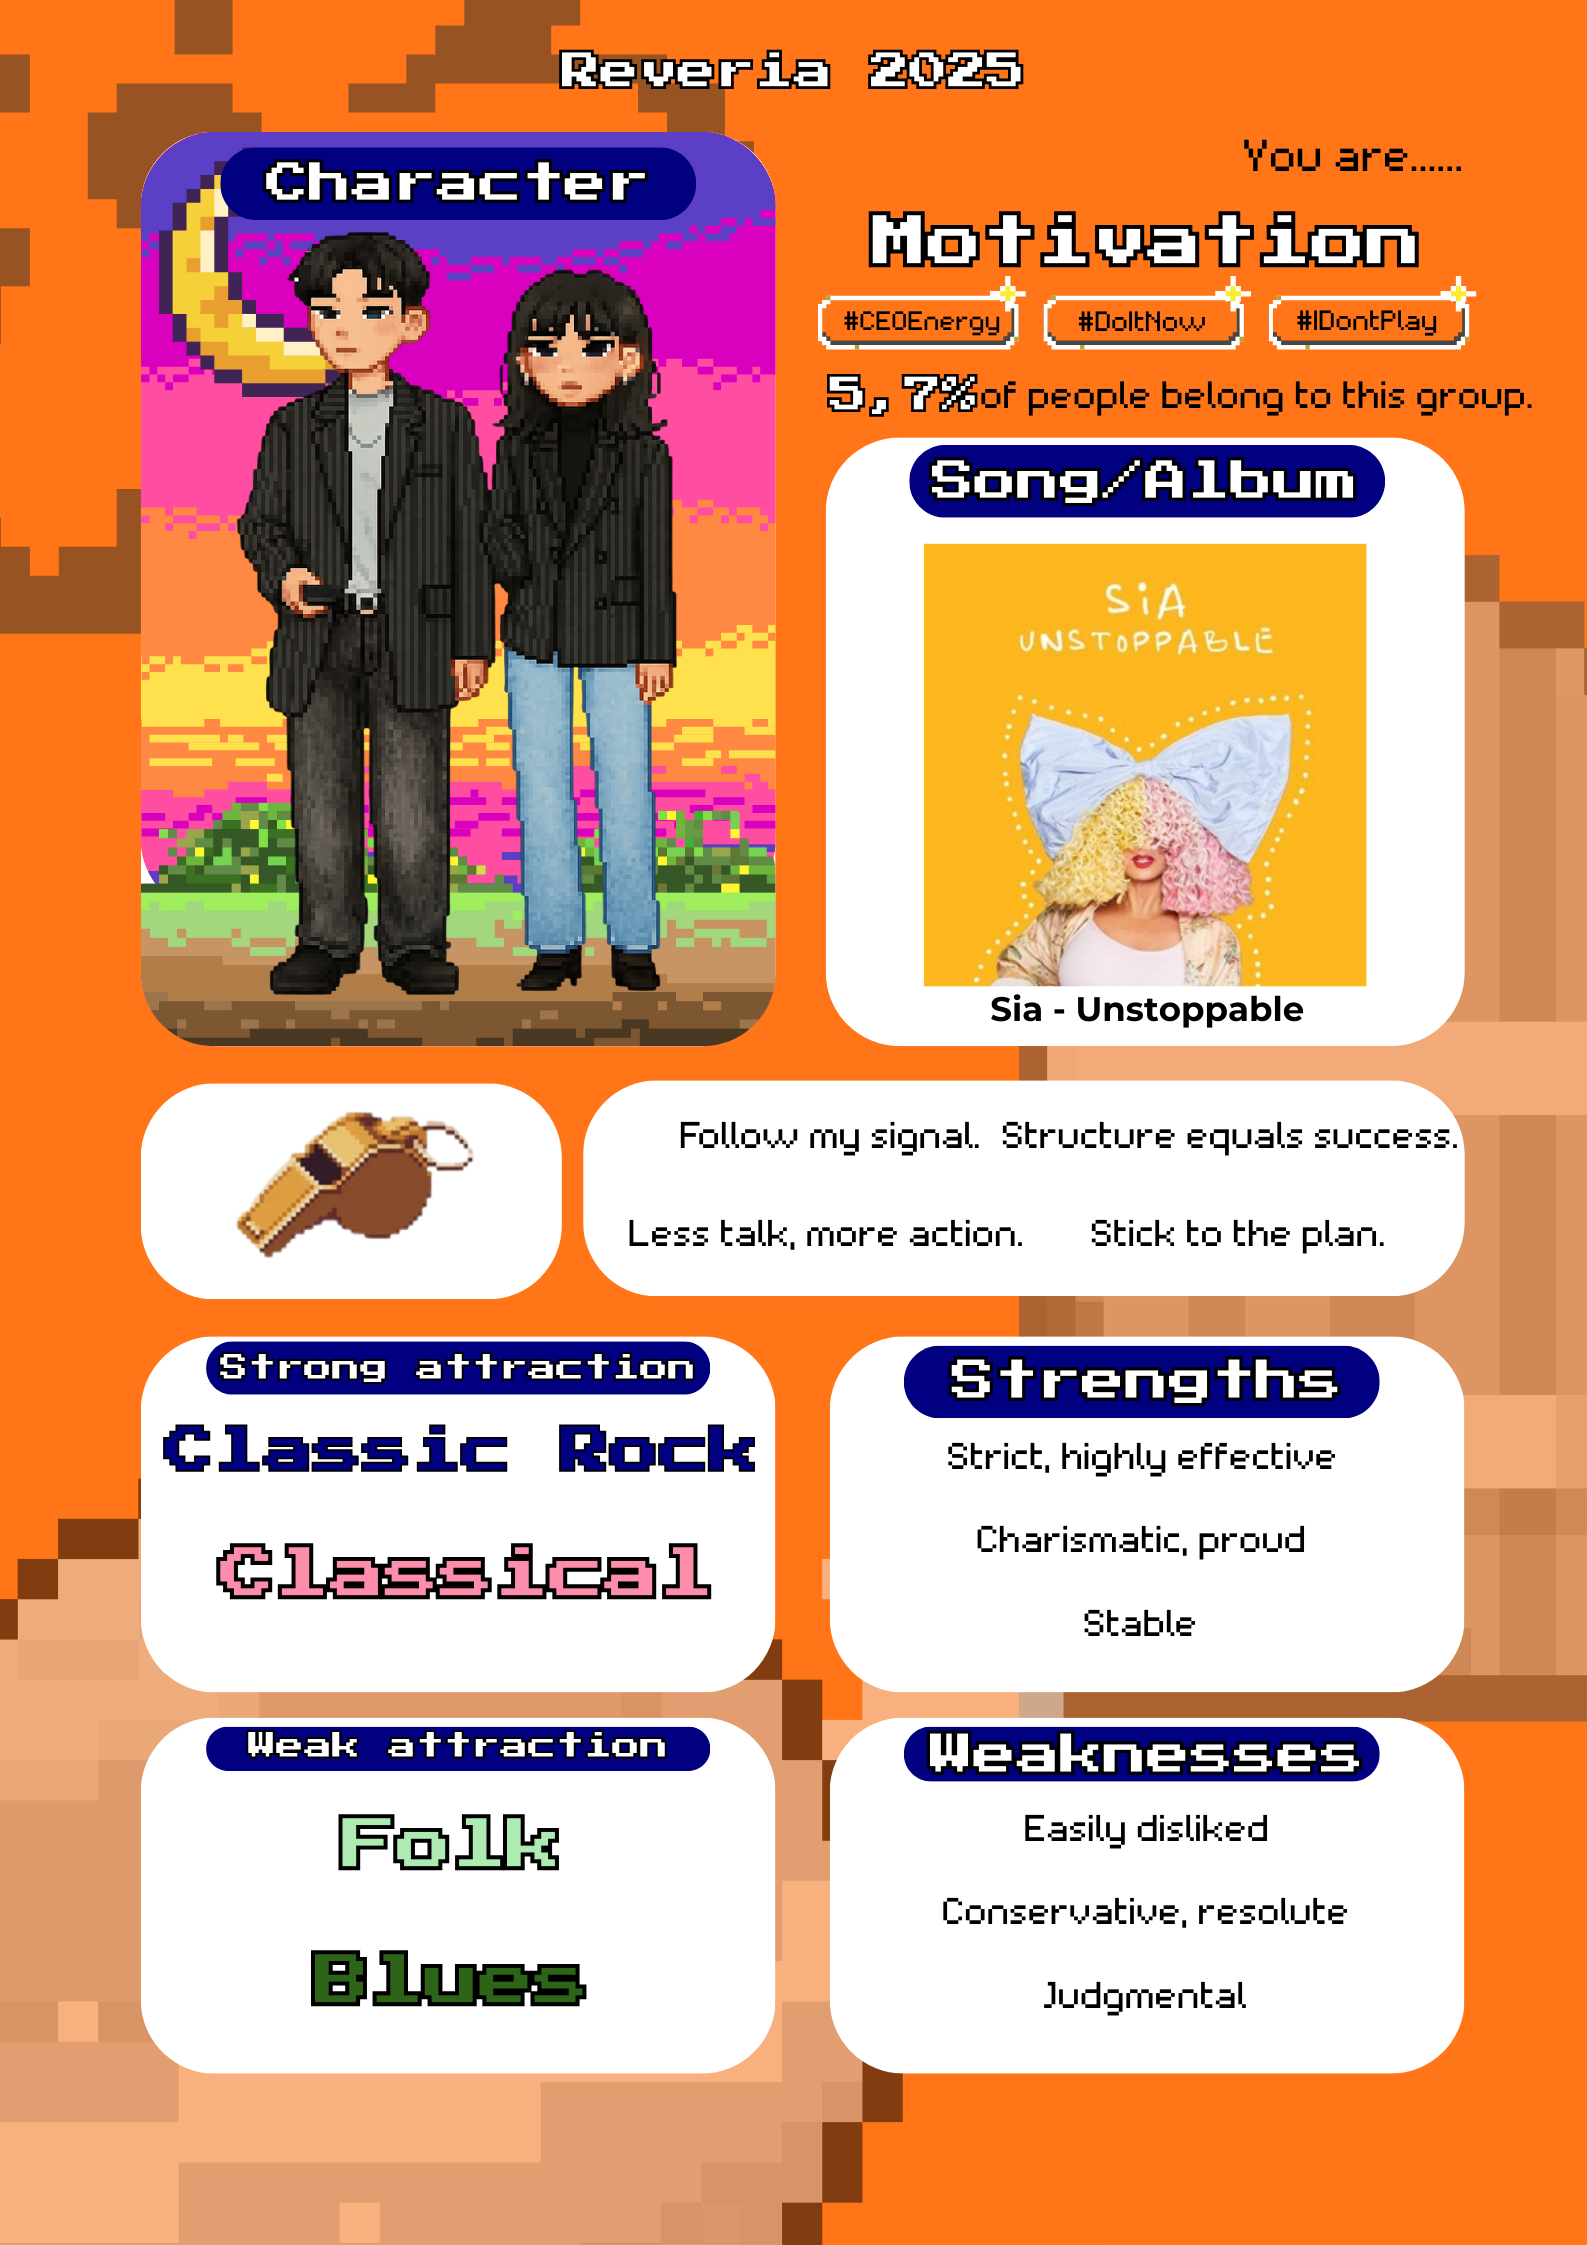 Reveria 2025
Character
You are......
Motivation
#CEOEnergy #DoItNow #IDontPlay
5,7% of people belong to this group.
Song/Album
SiA
UNSTOPPABLE
Sia - Unstoppable
Follow my signal. Structure equals success.
Less talk, more action. Stick to the plan.
Strong attraction
Classic Rock
Classical
Strengths
Strict, highly effective
Charismatic, proud
Stable
Weak attraction
Folk
Blues
Weaknesses
Easily disliked
Conservative, resolute
Judgmental